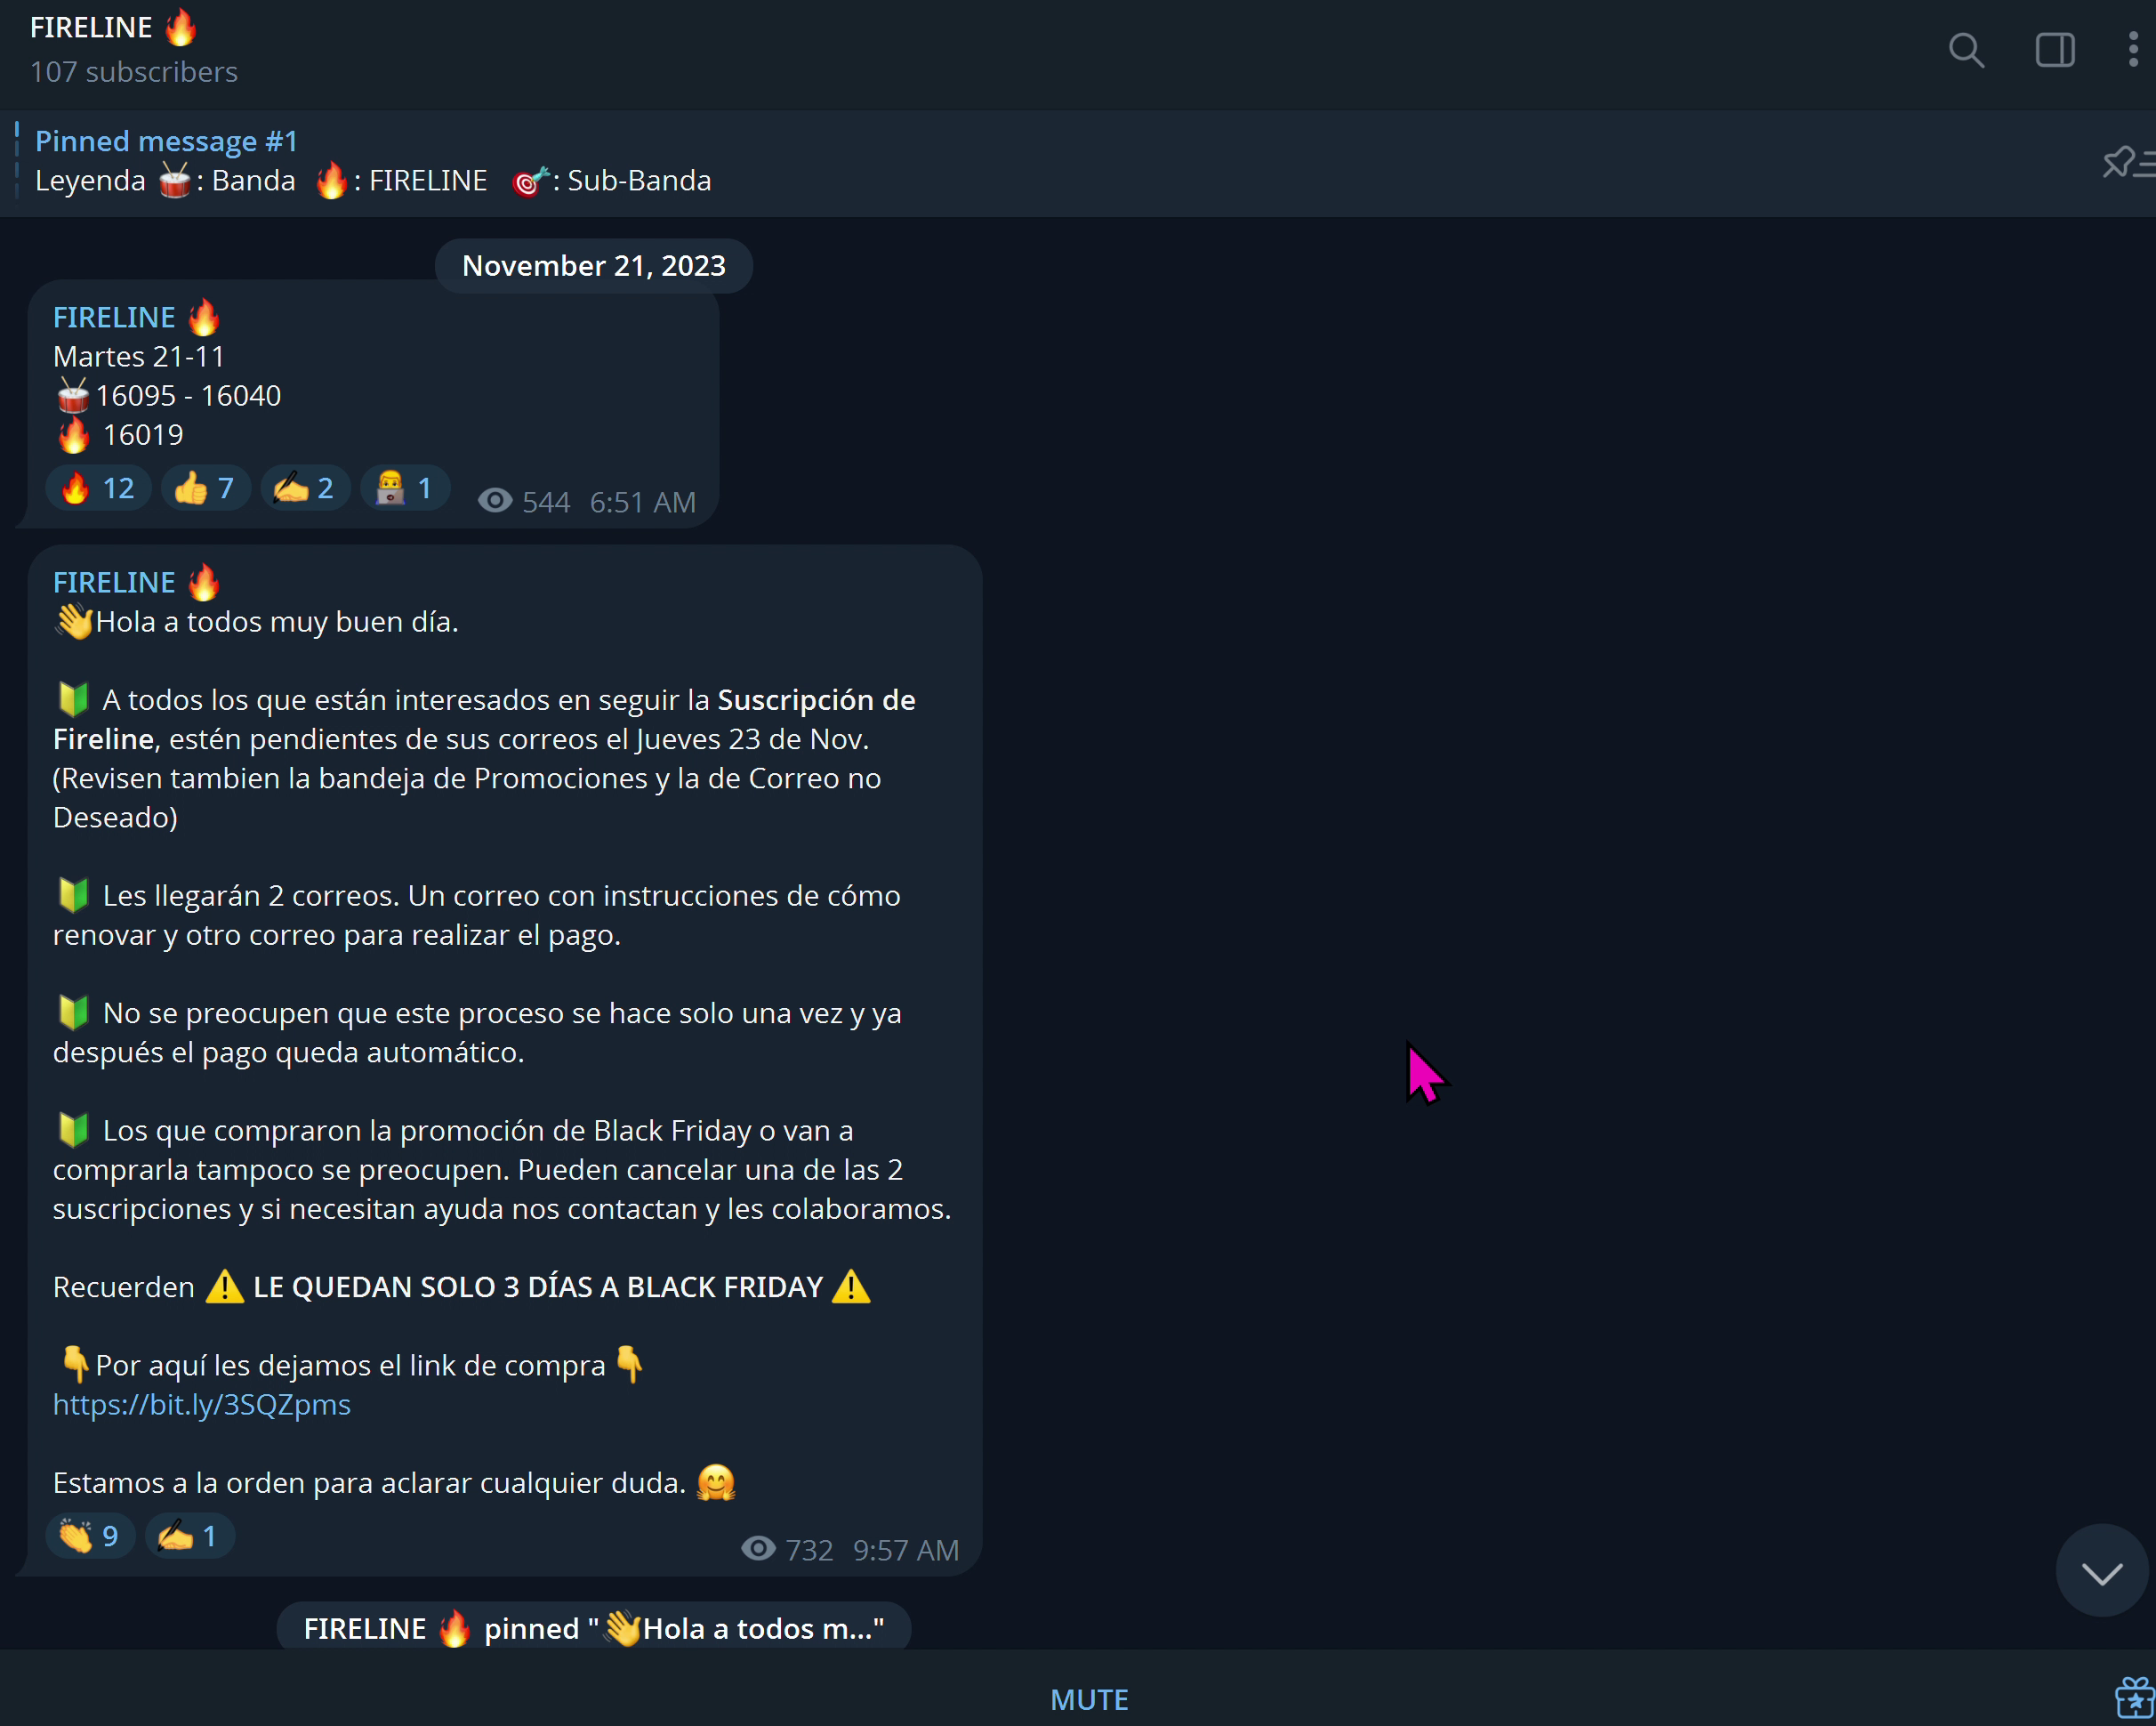 FIRELINE 🔥
107 subscribers
Pinned message #1
Leyenda 🥁: Banda 🔥: FIRELINE 🎯: Sub-Banda
November 21, 2023
FIRELINE 🔥
Martes 21-11
🥁16095 - 16040
🔥 16019
🔥 12 👍 7 ✍ 2 👨‍💻 1 544 6:51 AM
FIRELINE 🔥
👋Hola a todos muy buen día.
🔰 A todos los que están interesados en seguir la Suscripción de
Fireline, estén pendientes de sus correos el Jueves 23 de Nov.
(Revisen tambien la bandeja de Promociones y la de Correo no
Deseado)
🔰 Les llegarán 2 correos. Un correo con instrucciones de cómo
renovar y otro correo para realizar el pago.
🔰 No se preocupen que este proceso se hace solo una vez y ya
después el pago queda automático.
🔰 Los que compraron la promoción de Black Friday o van a
comprarla tampoco se preocupen. Pueden cancelar una de las 2
suscripciones y si necesitan ayuda nos contactan y les colaboramos.
Recuerden ⚠️ LE QUEDAN SOLO 3 DÍAS A BLACK FRIDAY ⚠️
👇Por aquí les dejamos el link de compra 👇
https://bit.ly/3SQZpms
Estamos a la orden para aclarar cualquier duda. 🤗
👏 9 ✍ 1 732 9:57 AM
FIRELINE 🔥 pinned "👋Hola a todos m..."
MUTE